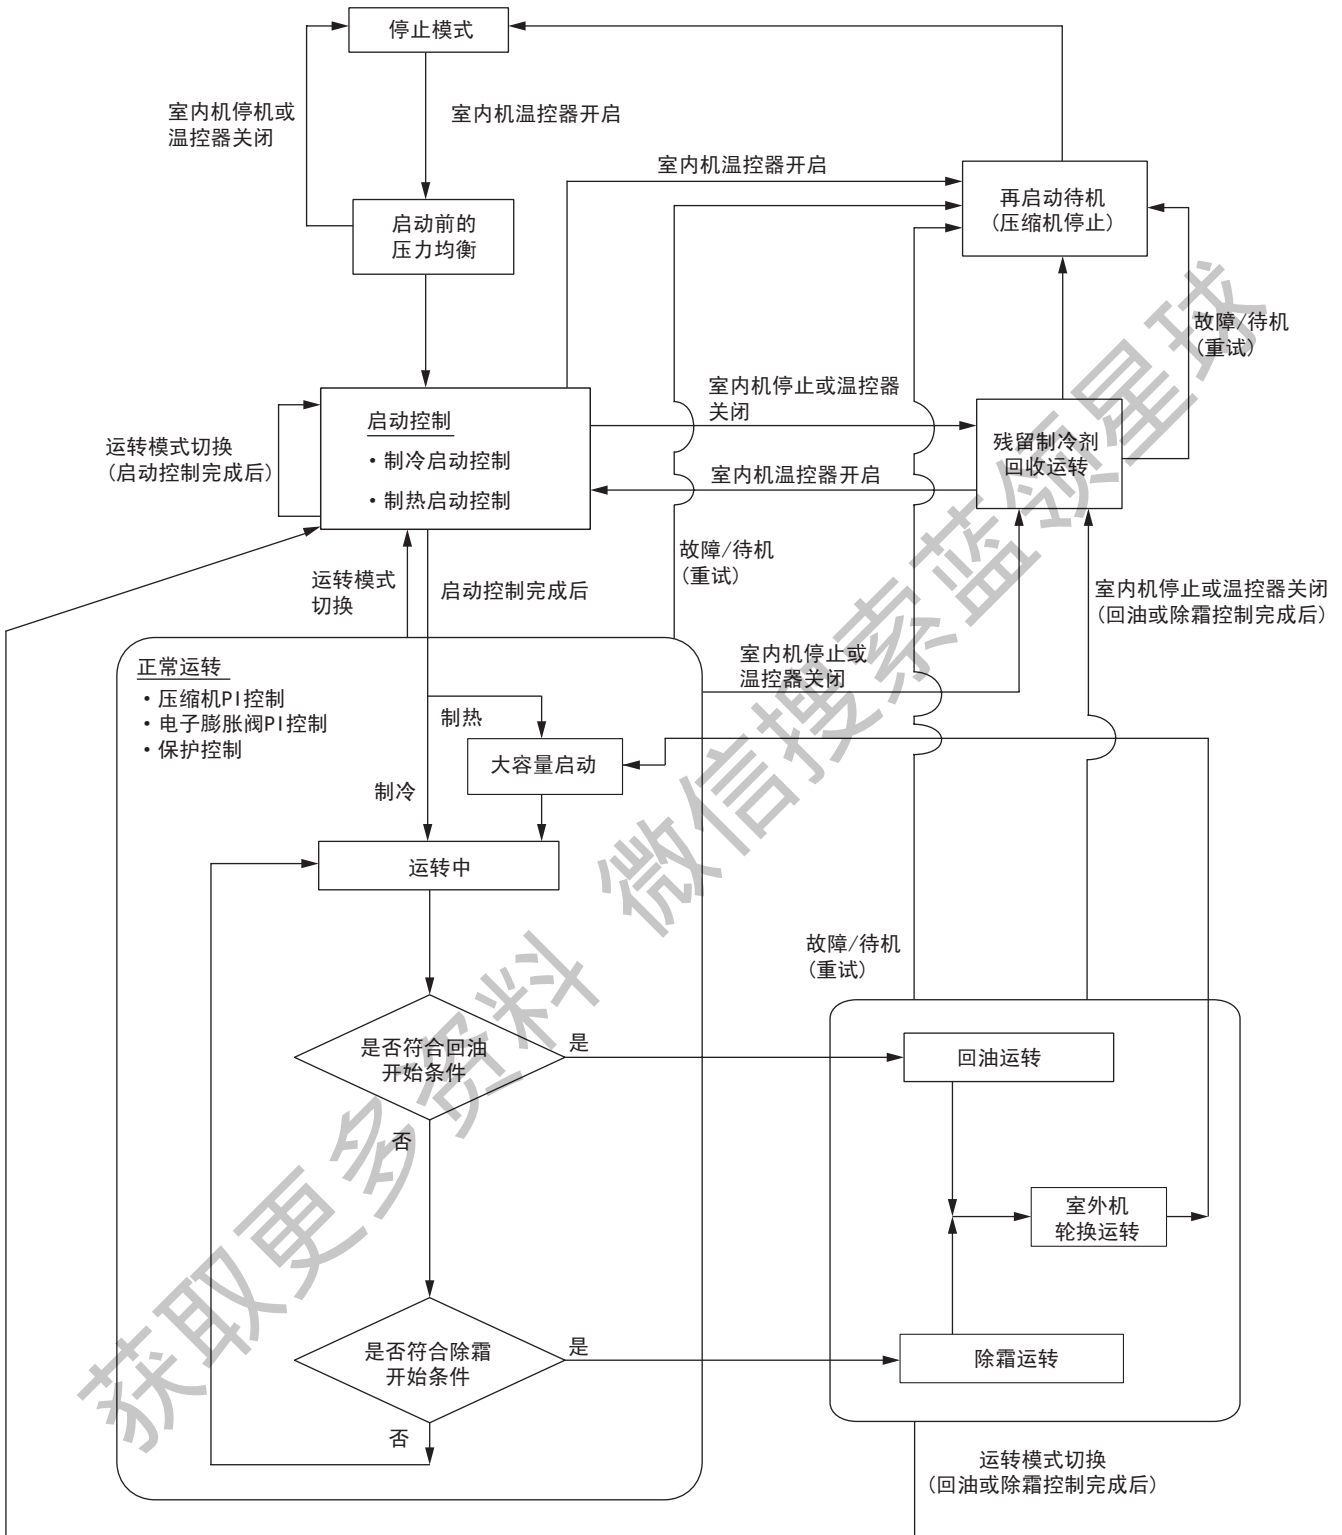 停止模式
室内机停机或
温控器关闭
室内机温控器开启
室内机温控器开启
启动前的
压力均衡
再启动待机
(压缩机停止)
故障/待机
(重试)
室内机停止或温控器
关闭
启动控制
・制冷启动控制
・制热启动控制
运转模式切换
(启动控制完成后)
残留制冷剂
回收运转
室内机温控器开启
运转模式
切换
启动控制完成后
故障/待机
(重试)
室内机停止或温控器关闭
(回油或除霜控制完成后)
正常运转
・压缩机PI控制
・电子膨胀阀PI控制
・保护控制
室内机停止或
温控器关闭
制热
大容量启动
制冷
运转中
故障/待机
(重试)
是否符合回油
开始条件
是
回油运转
否
室外机
轮换运转
是否符合除霜
开始条件
是
除霜运转
否
运转模式切换
(回油或除霜控制完成后)
获取更多资料 微信搜索蓝领星球